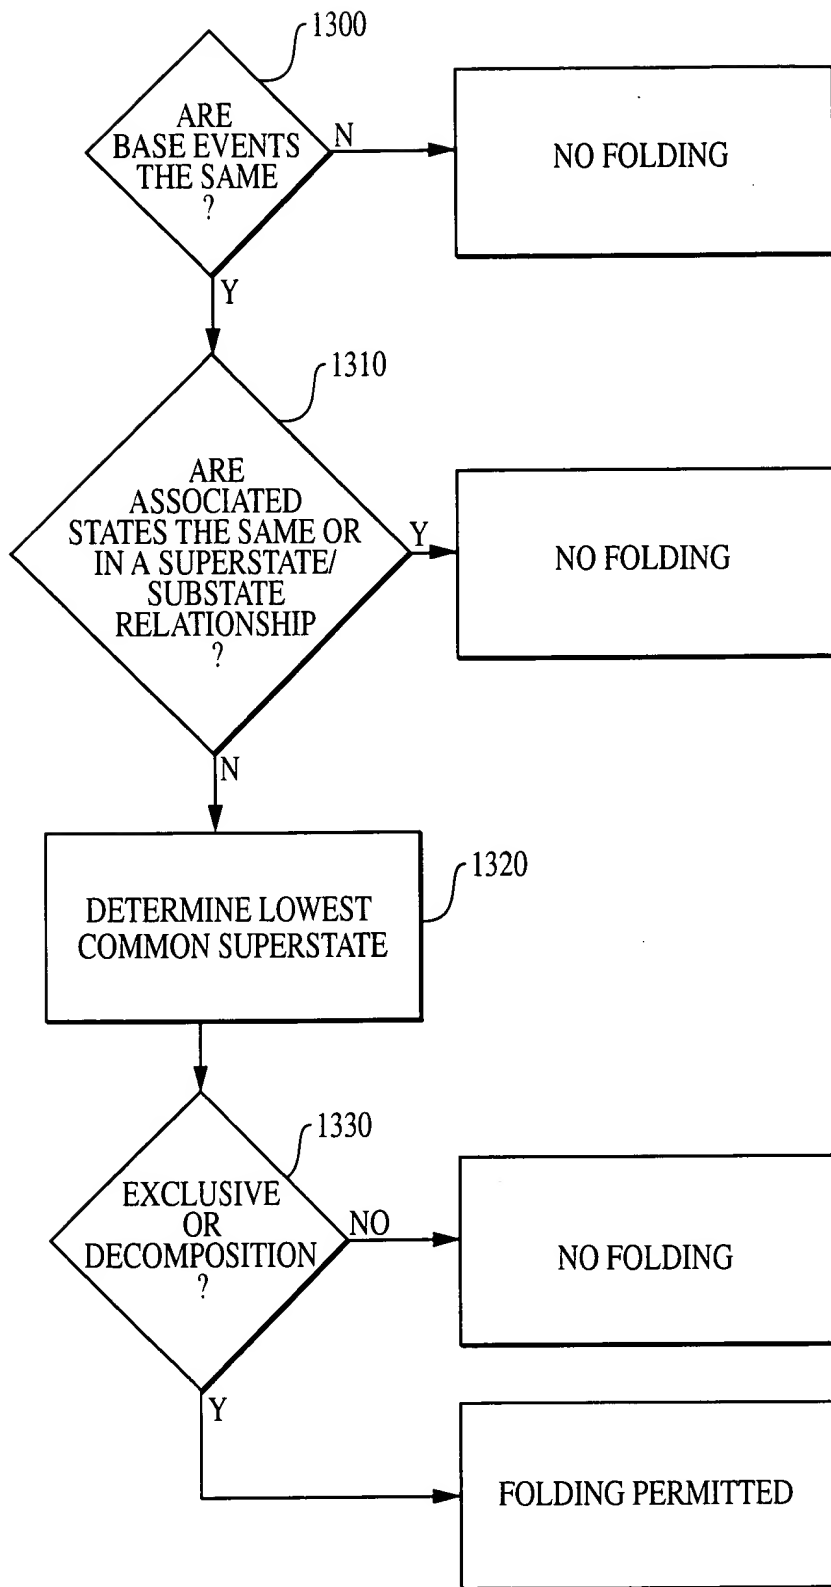 1300
ARE
BASE EVENTS
THE SAME
?
N
NO FOLDING
Y
1310
ARE
ASSOCIATED
STATES THE SAME OR
IN A SUPERSTATE/
SUBSTATE
RELATIONSHIP
?
Y
NO FOLDING
N
1320
DETERMINE LOWEST
COMMON SUPERSTATE
1330
EXCLUSIVE
OR
DECOMPOSITION
?
NO
NO FOLDING
Y
FOLDING PERMITTED